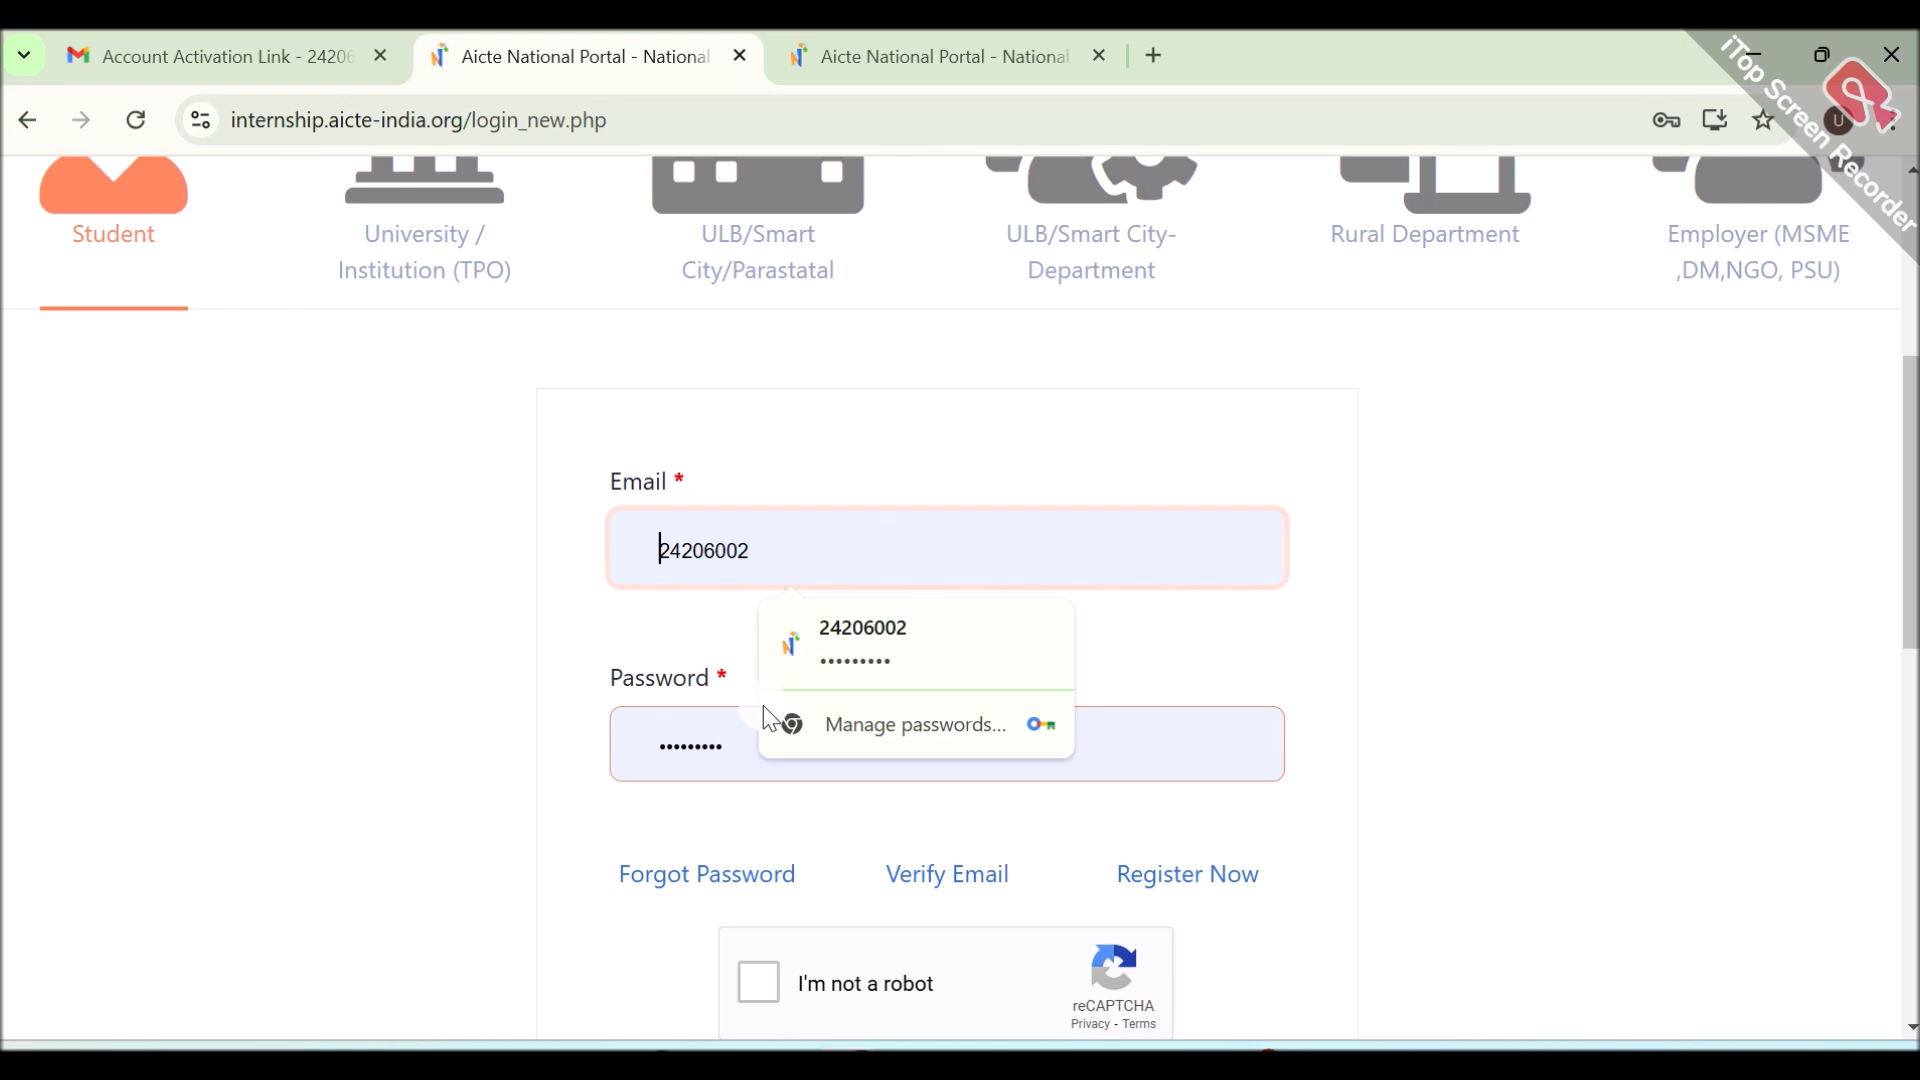 Account Activation Link - 24206
Aicte National Portal - National
Aicte National Portal - National
iTop Screen Recorder
internship.aicte-india.org/login_new.php
U
Student
University /
Institution (TPO)
ULB/Smart
City/Parastatal
ULB/Smart City-
Department
Rural Department
Employer (MSME
,DM,NGO, PSU)
Email *
24206002
24206002
•••••••••
Password *
Manage passwords...
•••••••••
Forgot Password
Verify Email
Register Now
I'm not a robot
reCAPTCHA
Privacy - Terms